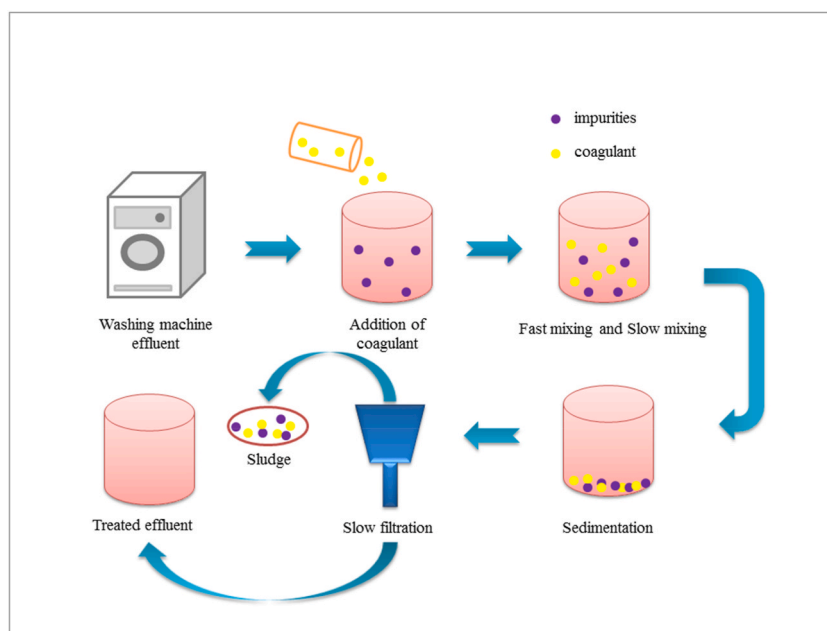 impurities
coagulant
Washing machine
effluent
Addition of
coagulant
Fast mixing and Slow mixing
Sludge
Treated effluent
Slow filtration
Sedimentation